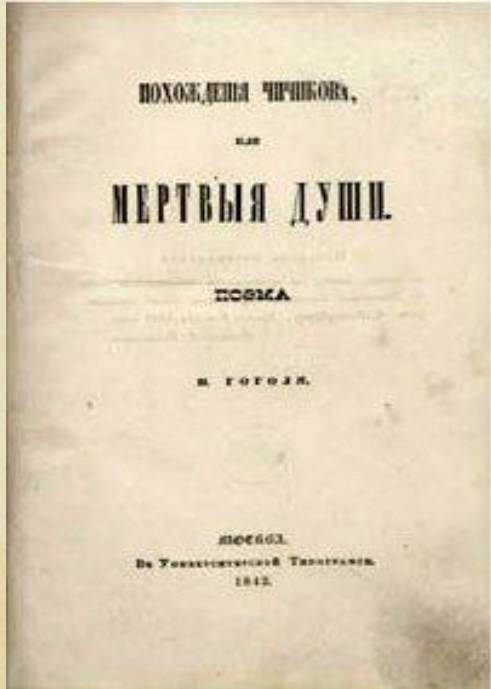 ПОХОЖДЕНІЯ ЧИЧИКОВА,
ИЛИ
МЕРТВЫЯ ДУШИ.
ПОЭМА
Н. ГОГОЛЯ.
МОСКВА.
Въ Университетской Типографіи.
1842.